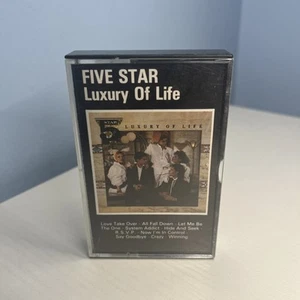 FIVE STAR
Luxury Of Life
LUXURY OF LIFE
Love Take Over · All Fall Down · Let Me Be
The One · System Addict · Hide And Seek
R.S.V.P. · Now I'm In Control
Say Goodbye · Crazy · Winning